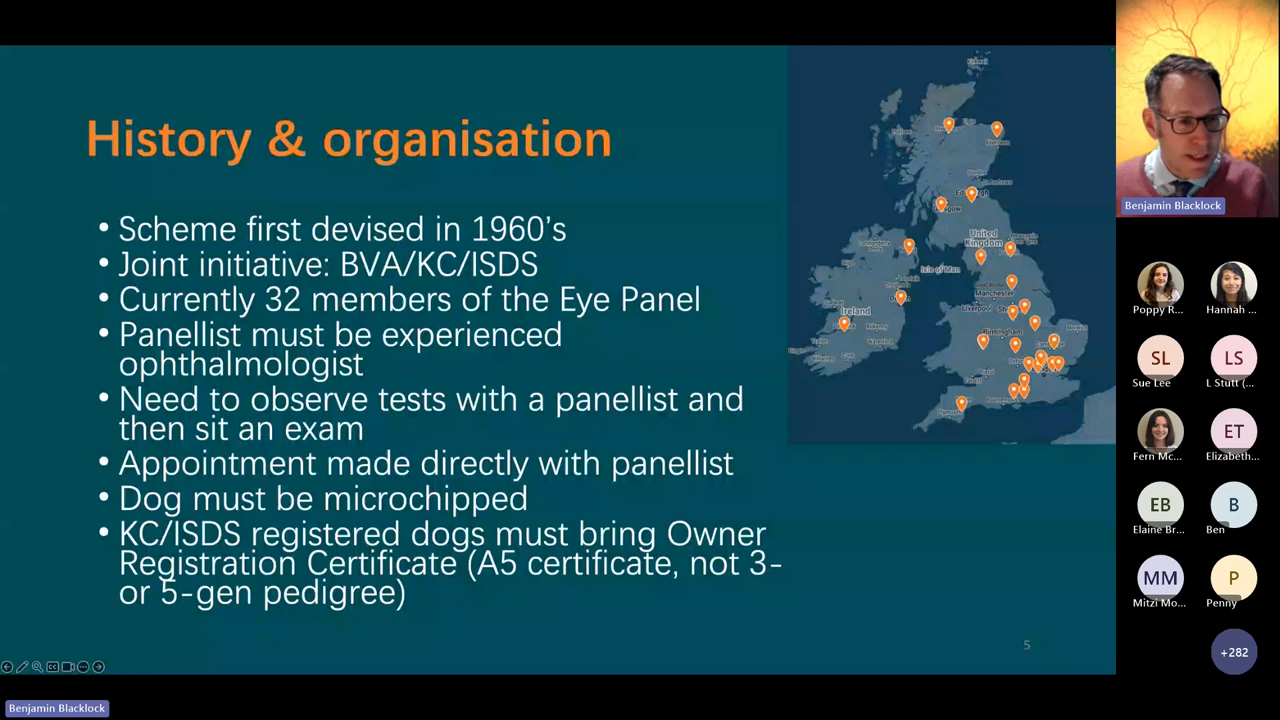 History & organisation
• Scheme first devised in 1960’s
• Joint initiative: BVA/KC/ISDS
• Currently 32 members of the Eye Panel
• Panellist must be experienced
ophthalmologist
• Need to observe tests with a panellist and
then sit an exam
• Appointment made directly with panellist
• Dog must be microchipped
• KC/ISDS registered dogs must bring Owner
Registration Certificate (A5 certificate, not 3-
or 5-gen pedigree)
United
Kingdom
Isle of Man
Manchester
Ireland
Birmingham
5
Benjamin Blacklock
Poppy R...
Hannah ...
SL
Sue Lee
LS
L Stutt (...
Fern Mc...
ET
Elizabeth...
EB
Elaine Br...
B
Ben
MM
Mitzi Mo...
P
Penny
+282
Benjamin Blacklock